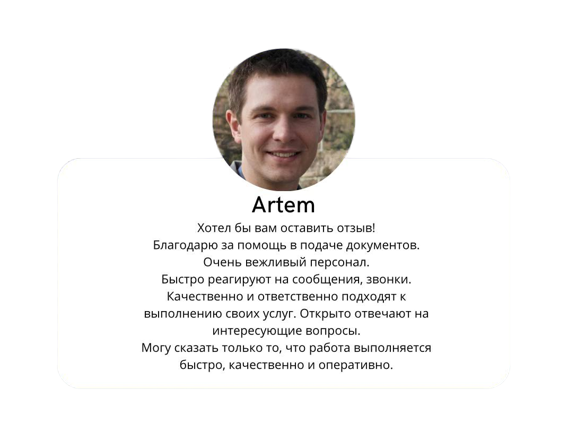 Artem
Хотел бы вам оставить отзыв!
Благодарю за помощь в подаче документов.
Очень вежливый персонал.
Быстро реагируют на сообщения, звонки.
Качественно и ответственно подходят к
выполнению своих услуг. Открыто отвечают на
интересующие вопросы.
Могу сказать только то, что работа выполняется
быстро, качественно и оперативно.